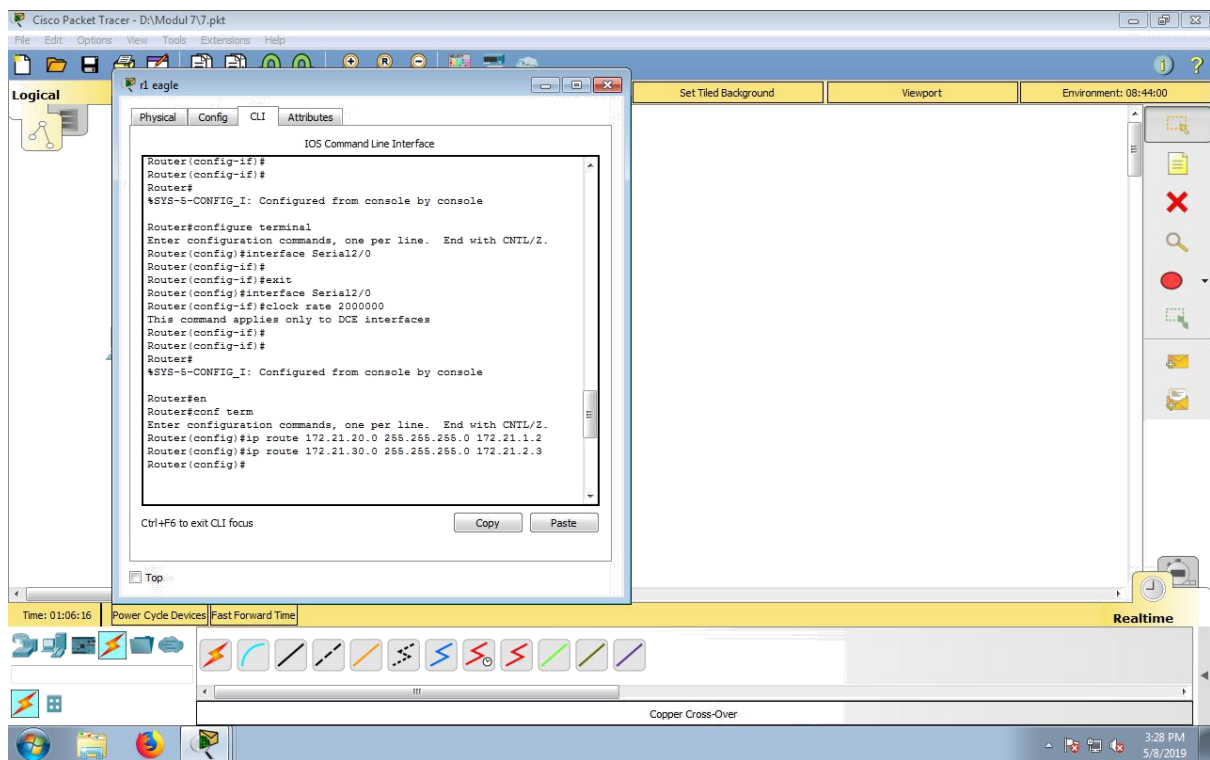 Cisco Packet Tracer - D:\Modul 7\7.pkt
File Edit Options View Tools Extensions Help
Logical
Set Tiled Background
Viewport
Environment: 08:44:00
r1 eagle
Physical Config CLI Attributes
IOS Command Line Interface
Router(config-if)#
Router(config-if)#
Router#
%SYS-5-CONFIG_I: Configured from console by console
Router#configure terminal
Enter configuration commands, one per line. End with CNTL/Z.
Router(config)#interface Serial2/0
Router(config-if)#
Router(config-if)#exit
Router(config)#interface Serial2/0
Router(config-if)#clock rate 2000000
This command applies only to DCE interfaces
Router(config-if)#
Router(config-if)#
Router#
%SYS-5-CONFIG_I: Configured from console by console
Router#en
Router#conf term
Enter configuration commands, one per line. End with CNTL/Z.
Router(config)#ip route 172.21.20.0 255.255.255.0 172.21.1.2
Router(config)#ip route 172.21.30.0 255.255.255.0 172.21.2.3
Router(config)#
Ctrl+F6 to exit CLI focus
Copy
Paste
Top
Time: 01:06:16
Power Cycle Devices
Fast Forward Time
Realtime
Copper Cross-Over
3:28 PM
5/8/2019